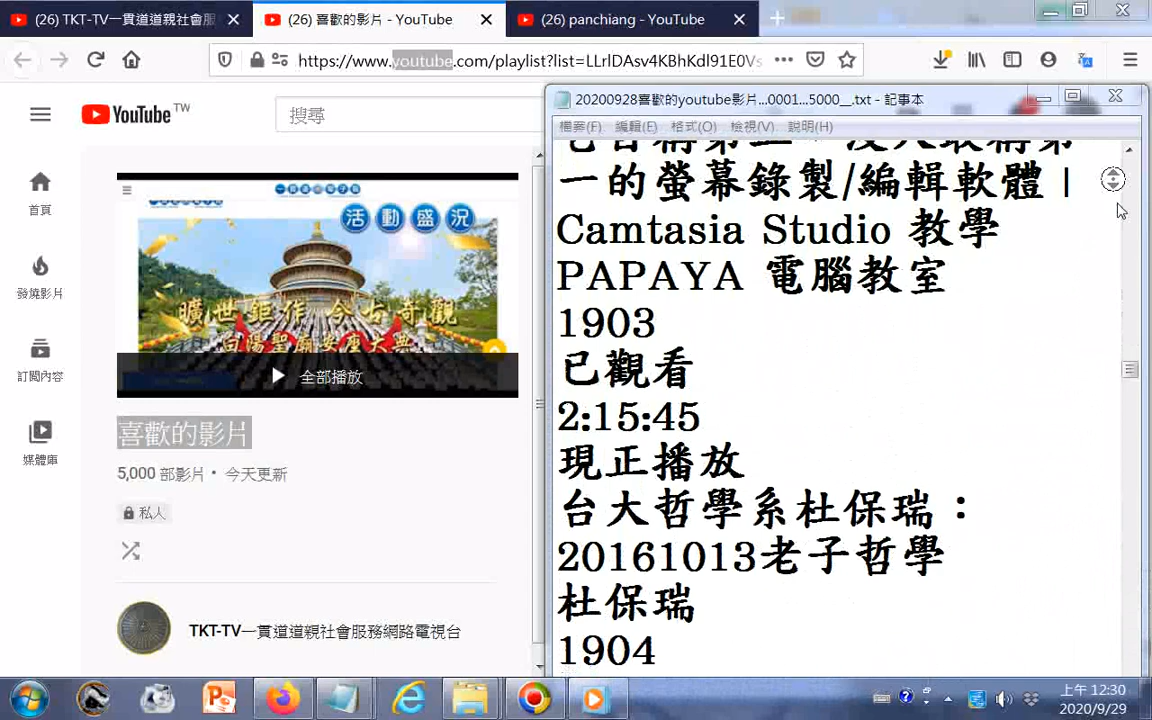 (26) TKT-TV一貫道道親社會服
(26) 喜歡的影片 - YouTube
(26) panchiang - YouTube
https://www.youtube.com/playlist?list=LLrlDAsv4KBhKdl91E0Vs
YouTube TW
搜尋
首頁
發燒影片
訂閱內容
媒體庫
活動盛況
曠世鉅作 今古奇觀
白陽聖廟安座大典
全部播放
喜歡的影片
5,000 部影片 • 今天更新
私人
TKT-TV一貫道道親社會服務網路電視台
20200928喜歡的youtube影片...0001...5000__.txt - 記事本
檔案(F) 編輯(E) 格式(O) 檢視(V) 說明(H)
一的螢幕錄製/編輯軟體 |
Camtasia Studio 教學
PAPAYA 電腦教室
1903
已觀看
2:15:45
現正播放
台大哲學系杜保瑞：
20161013老子哲學
杜保瑞
1904
上午 12:30
2020/9/29